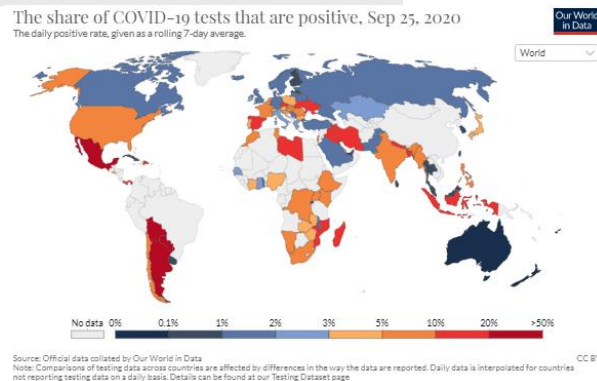 The share of COVID-19 tests that are positive, Sep 25, 2020
Our World
in Data
The daily positive rate, given as a rolling 7-day average.
World
No data 0% 0.1% 1% 2% 3% 5% 10% 20% >50%
Source: Official data collated by Our World in Data
CC BY
Note: Comparisons of testing data across countries are affected by differences in the way the data are reported. Daily data is interpolated for countries
not reporting testing data on a daily basis. Details can be found at our Testing Dataset page